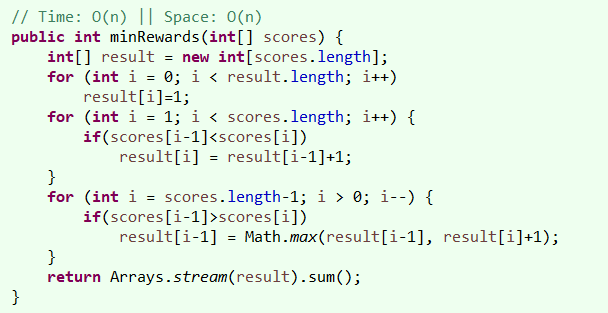 // Time: O(n) || Space: O(n)
public int minRewards(int[] scores) {
    int[] result = new int[scores.length];
    for (int i = 0; i < result.length; i++)
        result[i]=1;
    for (int i = 1; i < scores.length; i++) {
        if(scores[i-1]<scores[i])
            result[i] = result[i-1]+1;
    }
    for (int i = scores.length-1; i > 0; i--) {
        if(scores[i-1]>scores[i])
            result[i-1] = Math.max(result[i-1], result[i]+1);
    }
    return Arrays.stream(result).sum();
}